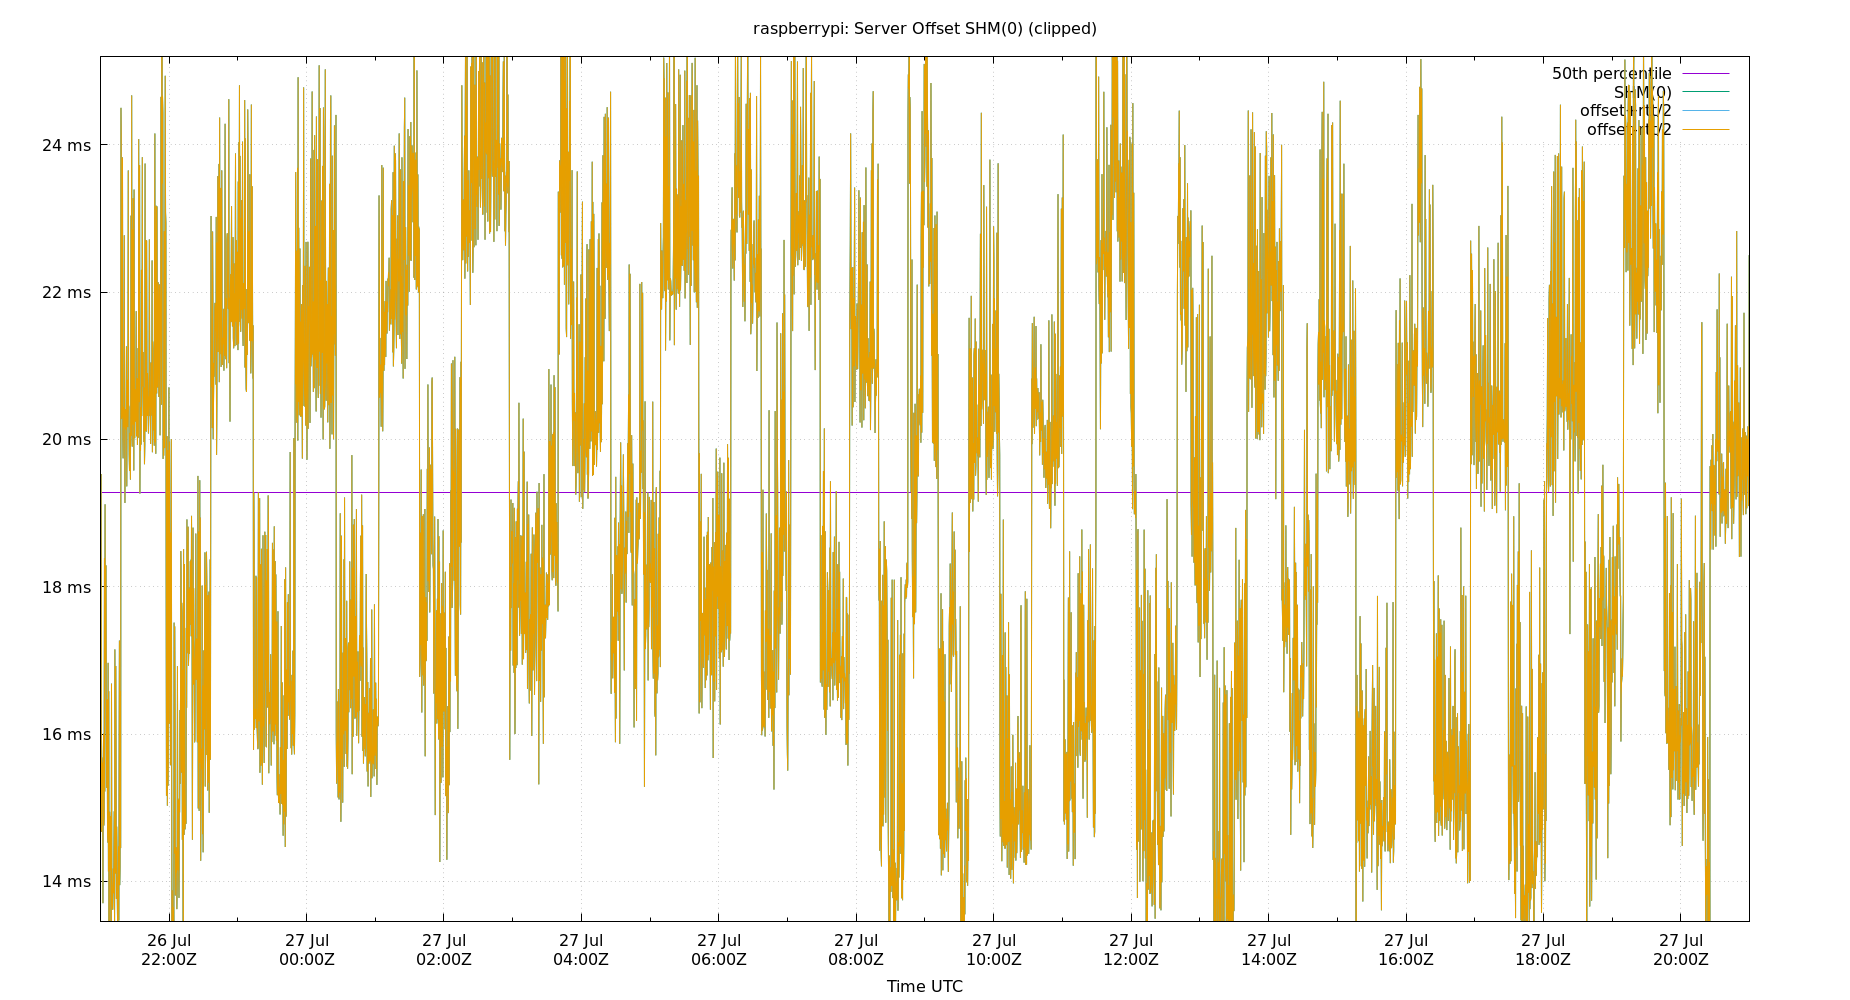 raspberrypi: Server Offset SHM(0) (clipped)
50th percentile
SHM(0)
offset+rtt/2
offset-rtt/2
24 ms
22 ms
20 ms
18 ms
16 ms
14 ms
26 Jul 27 Jul 27 Jul 27 Jul 27 Jul 27 Jul 27 Jul 27 Jul 27 Jul 27 Jul 27 Jul 27 Jul
22:00Z 00:00Z 02:00Z 04:00Z 06:00Z 08:00Z 10:00Z 12:00Z 14:00Z 16:00Z 18:00Z 20:00Z
Time UTC